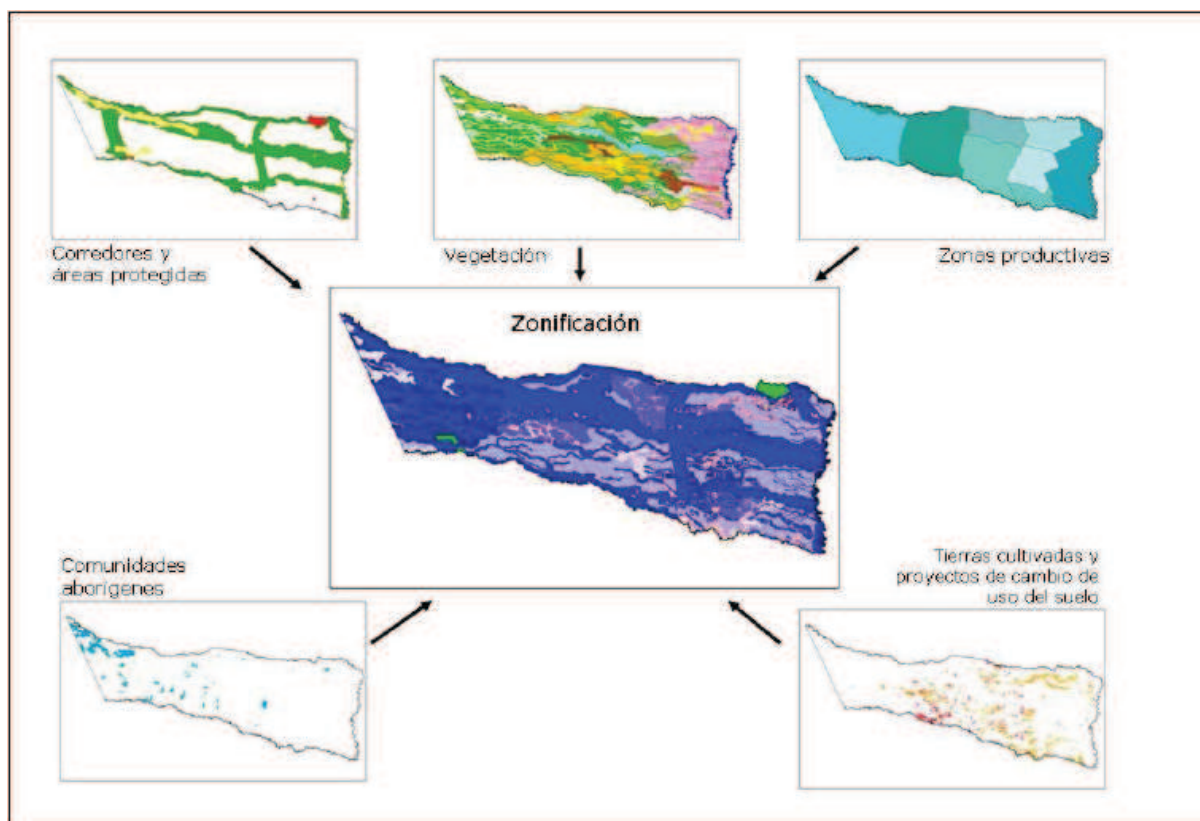 Corredores y
áreas protegidas
Vegetación
Zonas productivas
Zonificación
Comunidades
aborígenes
Tierras cultivadas y
proyectos de cambio de
uso del suelo